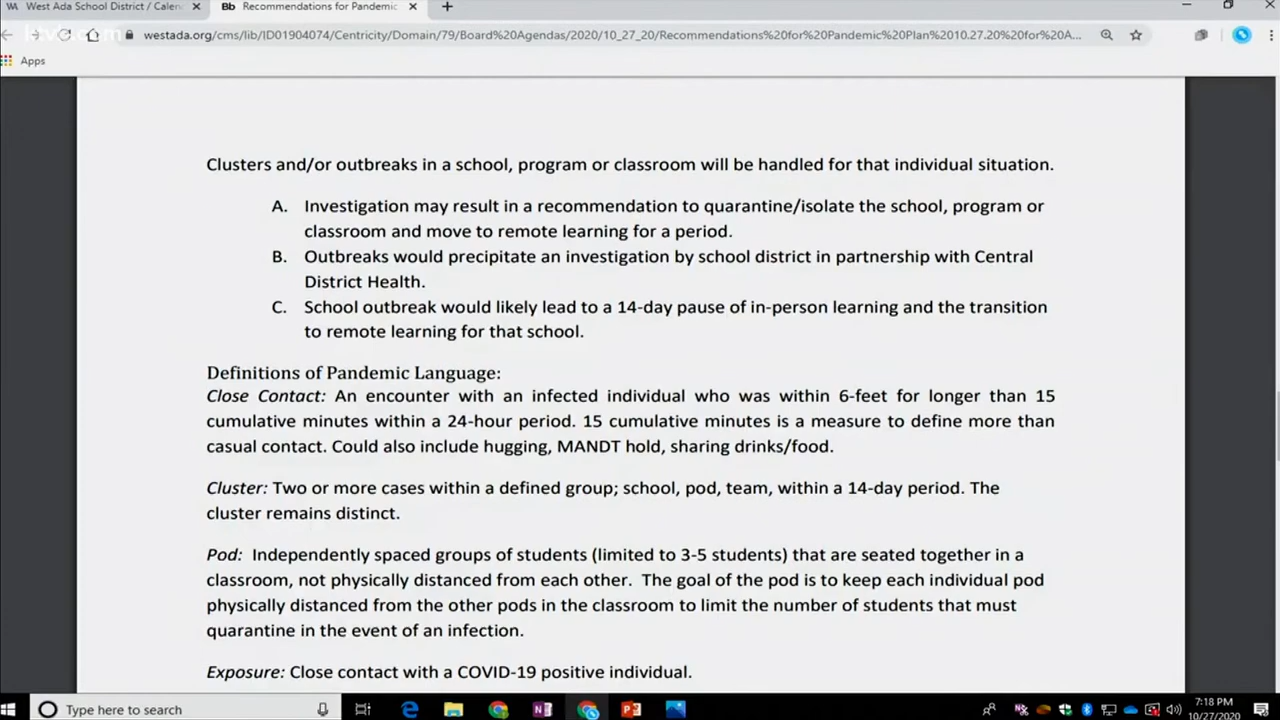 West Ada School District / Calen
Bb Recommendations for Pandemic
ktvb.com
westada.org/cms/lib/ID01904074/Centricity/Domain/79/Board%20Agendas/2020/10_27_20/Recommendations%20for%20Pandemic%20Plan%2010.27.20%20for%20A...
Apps
Clusters and/or outbreaks in a school, program or classroom will be handled for that individual situation.
A. Investigation may result in a recommendation to quarantine/isolate the school, program or
classroom and move to remote learning for a period.
B. Outbreaks would precipitate an investigation by school district in partnership with Central
District Health.
C. School outbreak would likely lead to a 14-day pause of in-person learning and the transition
to remote learning for that school.
Definitions of Pandemic Language:
Close Contact: An encounter with an infected individual who was within 6-feet for longer than 15
cumulative minutes within a 24-hour period. 15 cumulative minutes is a measure to define more than
casual contact. Could also include hugging, MANDT hold, sharing drinks/food.
Cluster: Two or more cases within a defined group; school, pod, team, within a 14-day period. The
cluster remains distinct.
Pod: Independently spaced groups of students (limited to 3-5 students) that are seated together in a
classroom, not physically distanced from each other. The goal of the pod is to keep each individual pod
physically distanced from the other pods in the classroom to limit the number of students that must
quarantine in the event of an infection.
Exposure: Close contact with a COVID-19 positive individual.
Type here to search
7:18 PM
10/27/2020